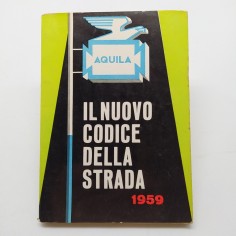 AQUILA
IL NUOVO
CODICE
DELLA
STRADA
1959